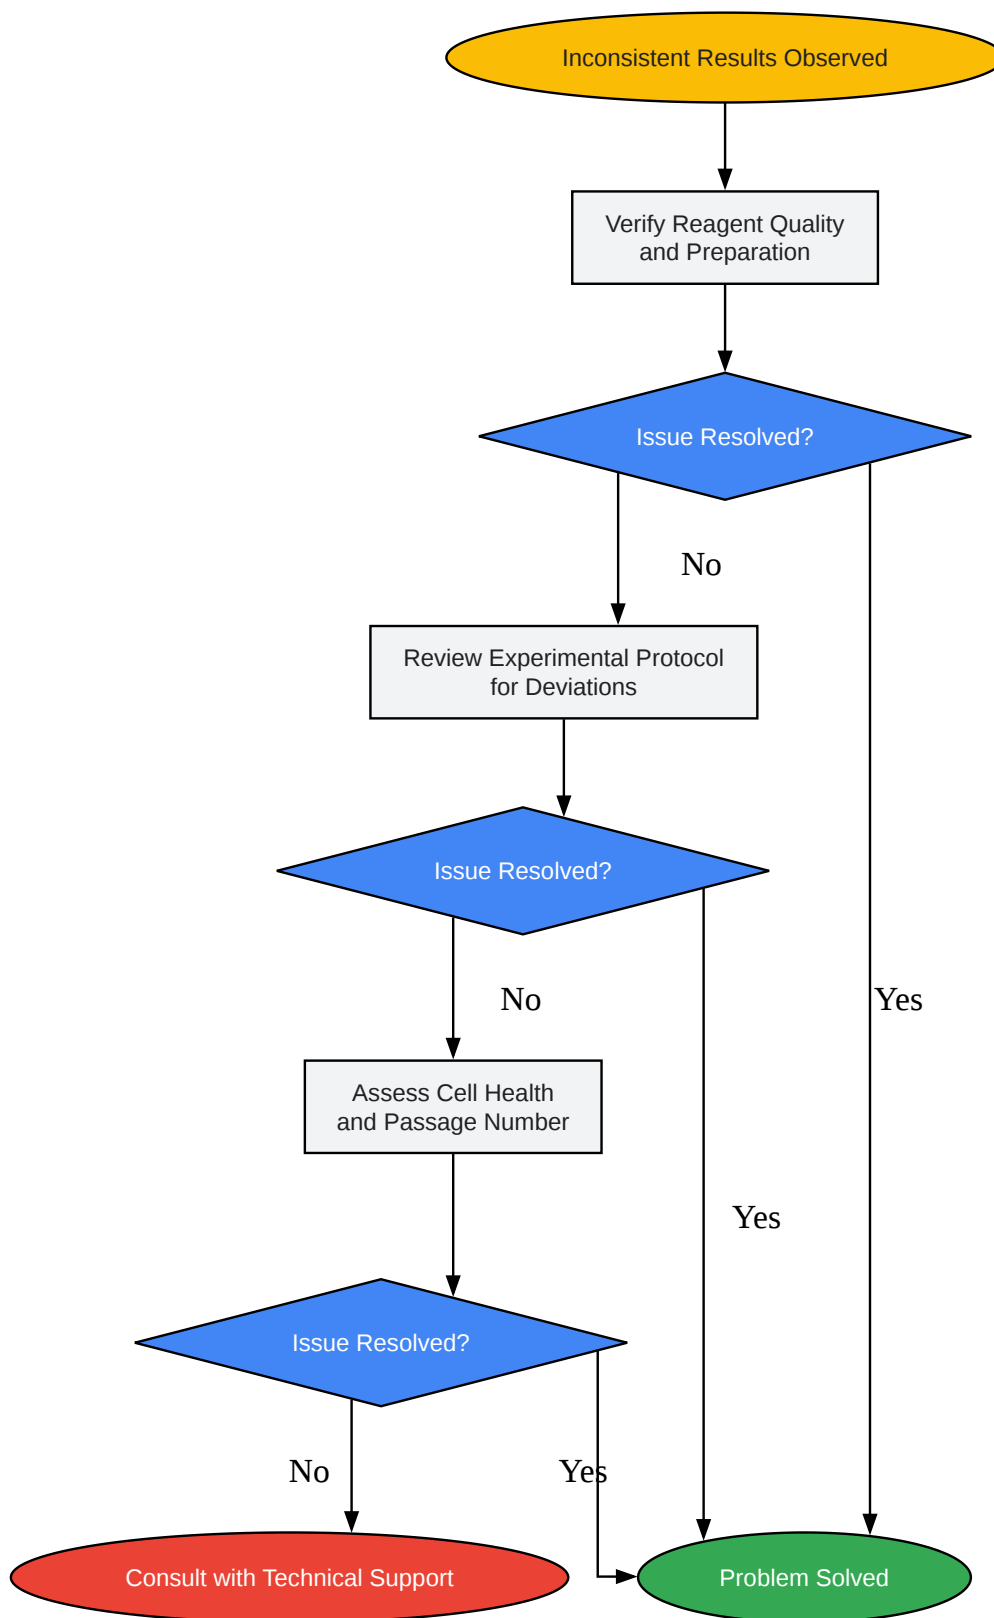 Inconsistent Results Observed
Verify Reagent Quality
and Preparation
Issue Resolved?
No
Review Experimental Protocol
for Deviations
Issue Resolved?
No
Yes
Assess Cell Health
and Passage Number
Yes
Issue Resolved?
No
Yes
Consult with Technical Support
Problem Solved